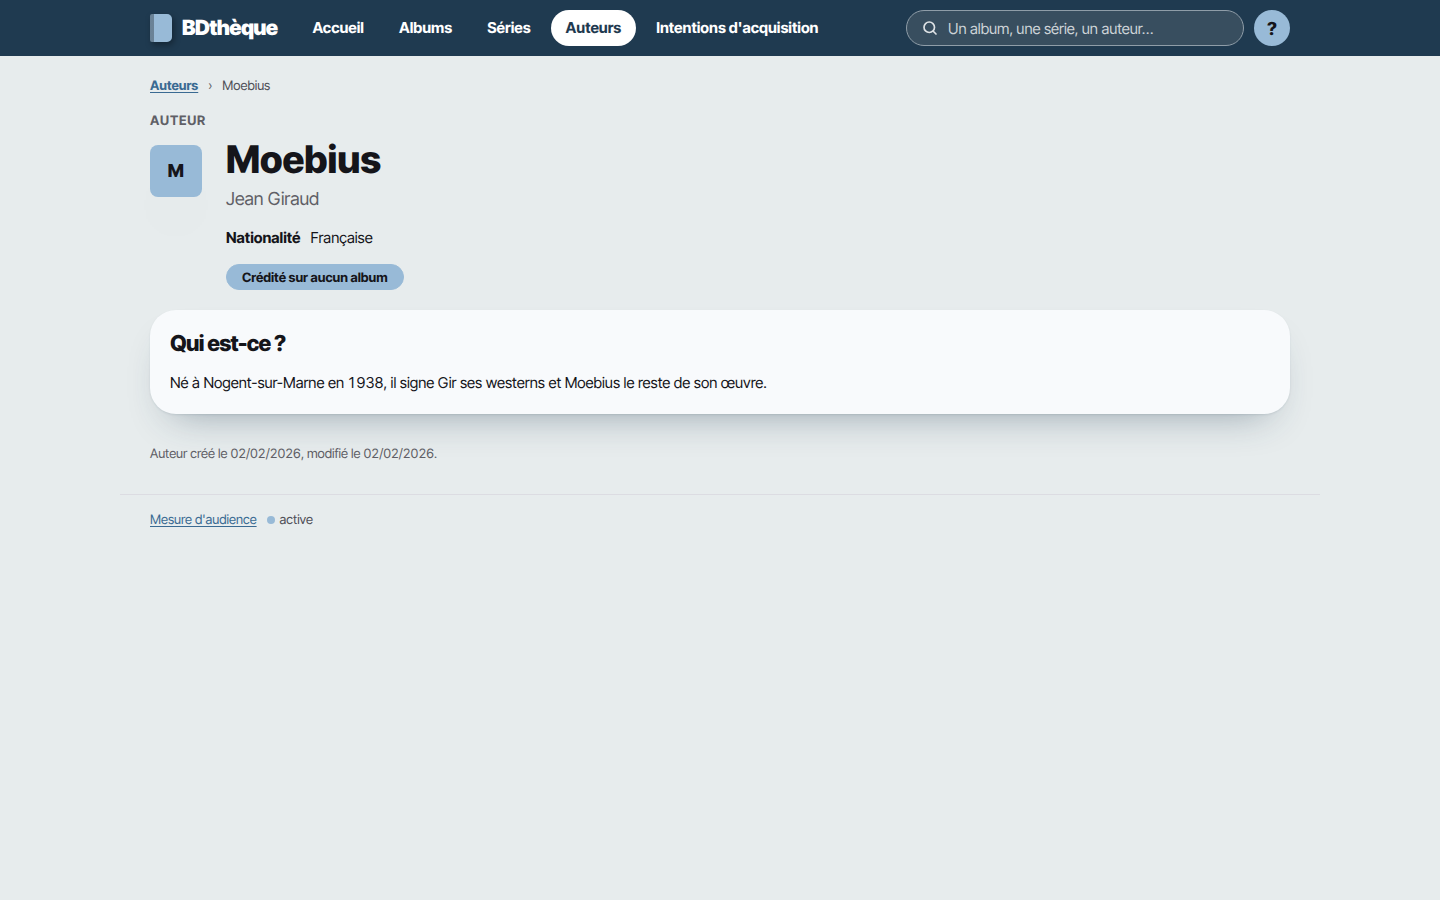 BDthèque Accueil Albums Séries Auteurs Intentions d'acquisition Un album, une série, un auteur... ?
Auteurs › Moebius
AUTEUR
M
Moebius
Jean Giraud
Nationalité Française
Crédité sur aucun album
Qui est-ce ?
Né à Nogent-sur-Marne en 1938, il signe Gir ses westerns et Moebius le reste de son œuvre.
Auteur créé le 02/02/2026, modifié le 02/02/2026.
Mesure d'audience active